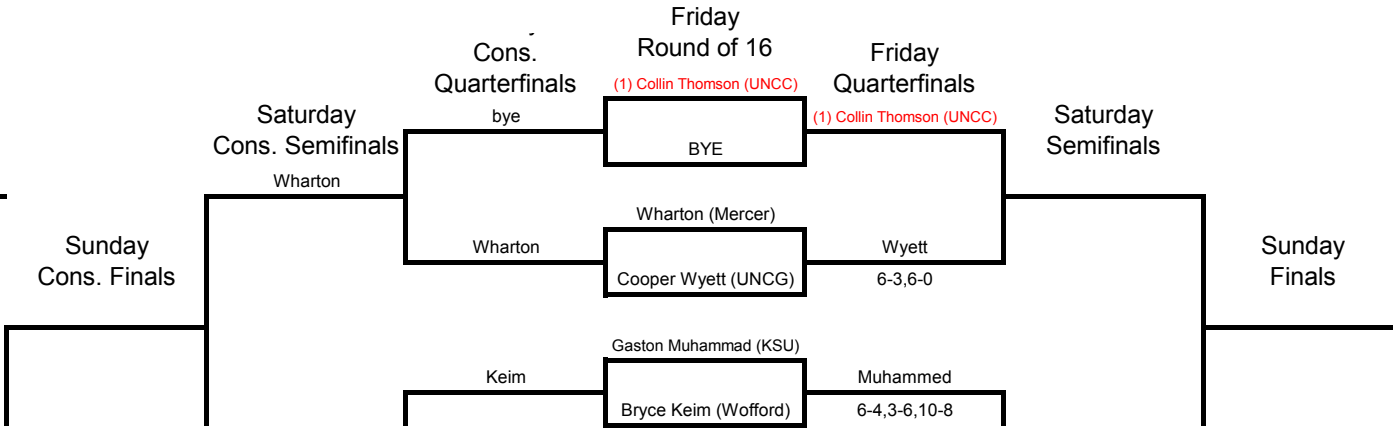 Friday
Round of 16
Cons.
Quarterfinals
Friday
Quarterfinals
(1) Collin Thomson (UNCC)
Saturday
Cons. Semifinals
bye
(1) Collin Thomson (UNCC)
Saturday
Semifinals
BYE
Wharton
Wharton (Mercer)
Sunday
Cons. Finals
Wharton
Wyett
Sunday
Finals
Cooper Wyett (UNCG)
6-3,6-0
Gaston Muhammad (KSU)
Keim
Muhammed
Bryce Keim (Wofford)
6-4,3-6,10-8